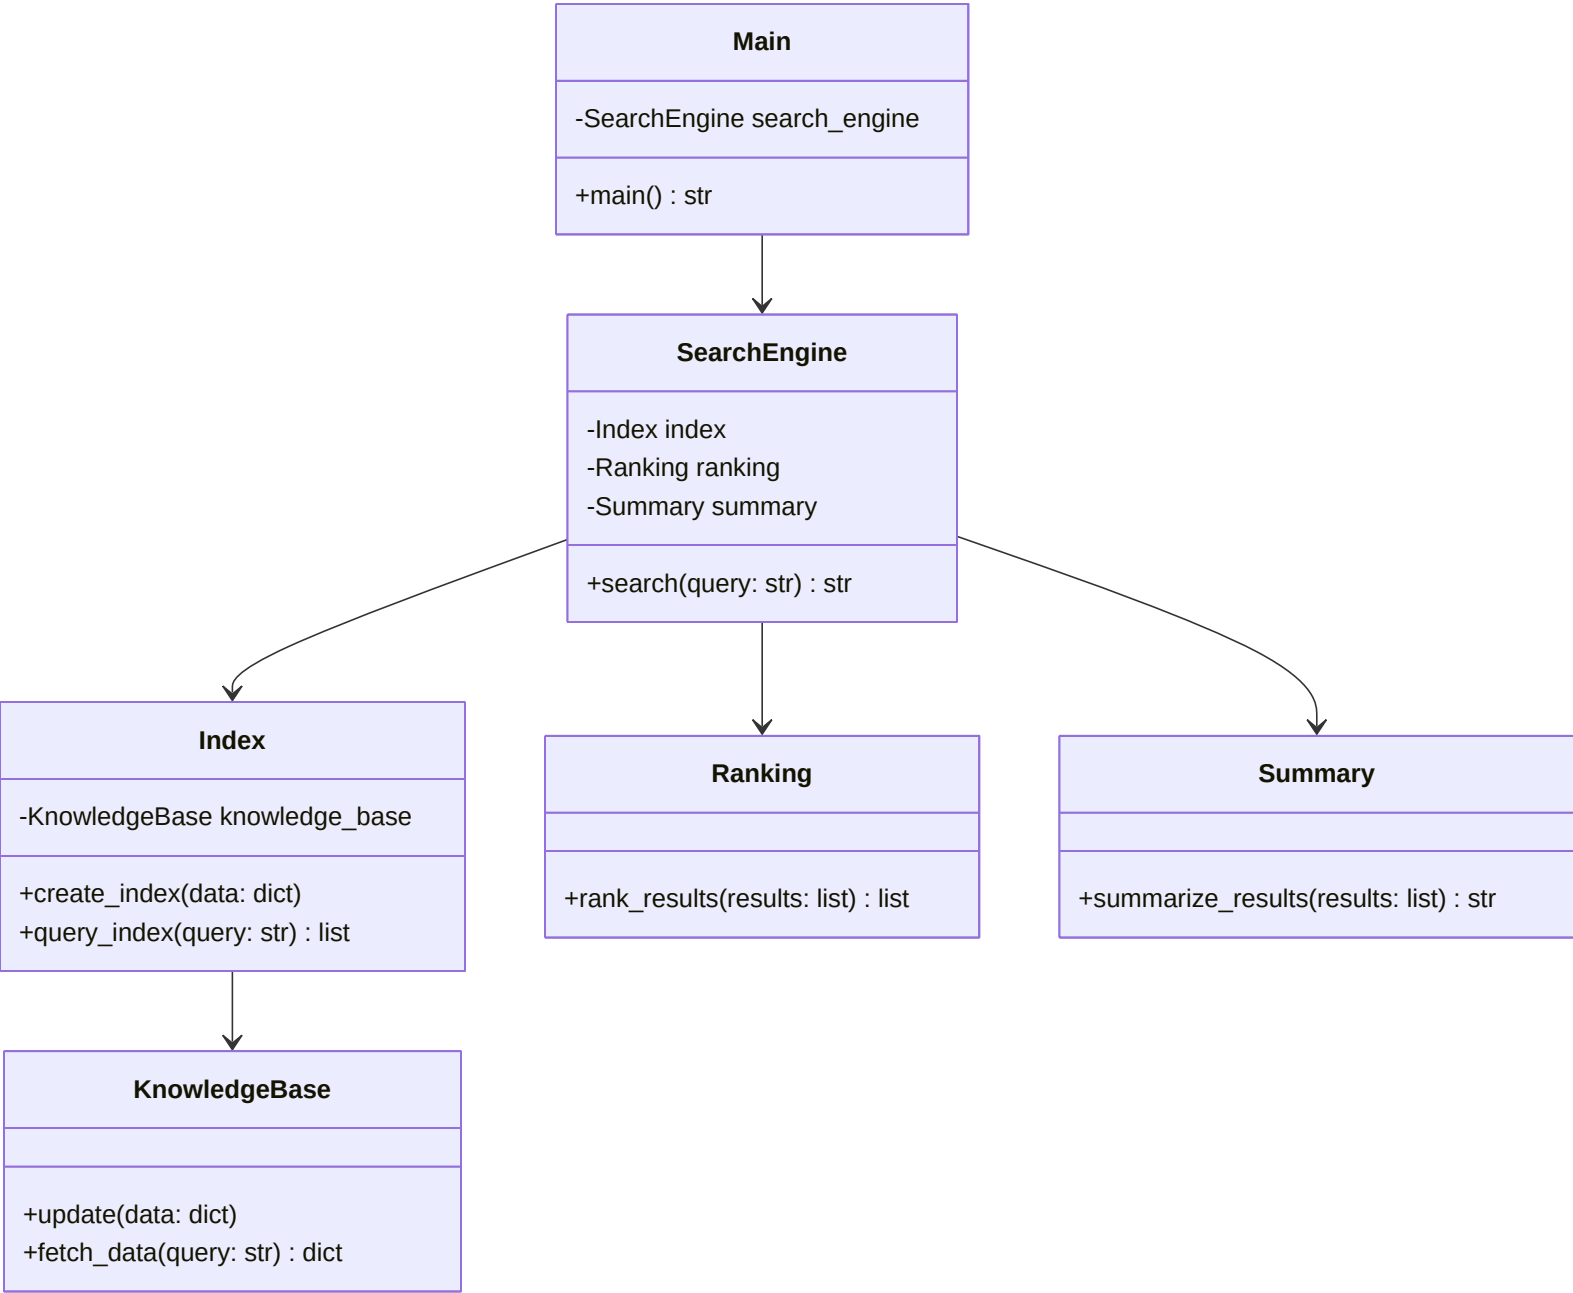 Main
-SearchEngine search_engine
+main() : str
SearchEngine
-Index index
-Ranking ranking
-Summary summary
+search(query: str) : str
Index
-KnowledgeBase knowledge_base
+create_index(data: dict)
+query_index(query: str) : list
Ranking
+rank_results(results: list) : list
Summary
+summarize_results(results: list) : str
KnowledgeBase
+update(data: dict)
+fetch_data(query: str) : dict